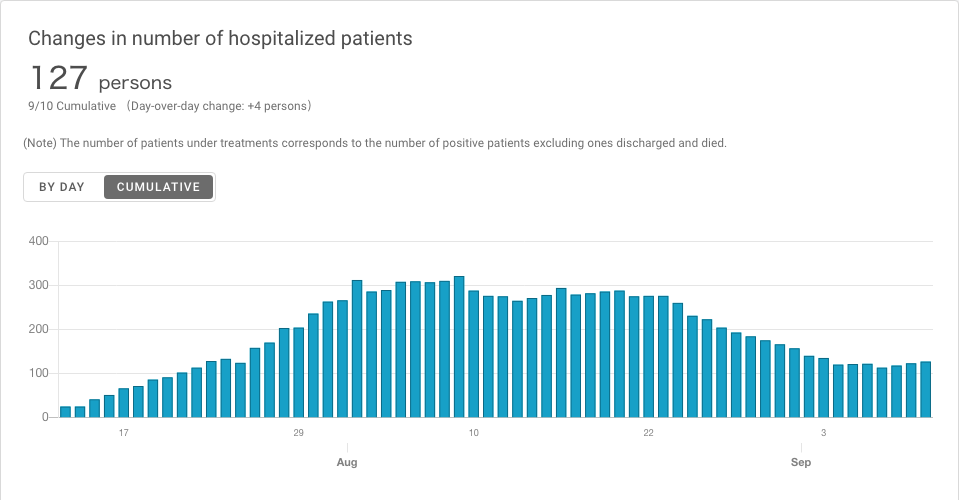 Changes in number of hospitalized patients
127 persons
9/10 Cumulative (Day-over-day change: +4 persons)
(Note) The number of patients under treatments corresponds to the number of positive patients excluding ones discharged and died.
BY DAY CUMULATIVE
400
300
200
100
0
17 29 10 22 3
Aug Sep